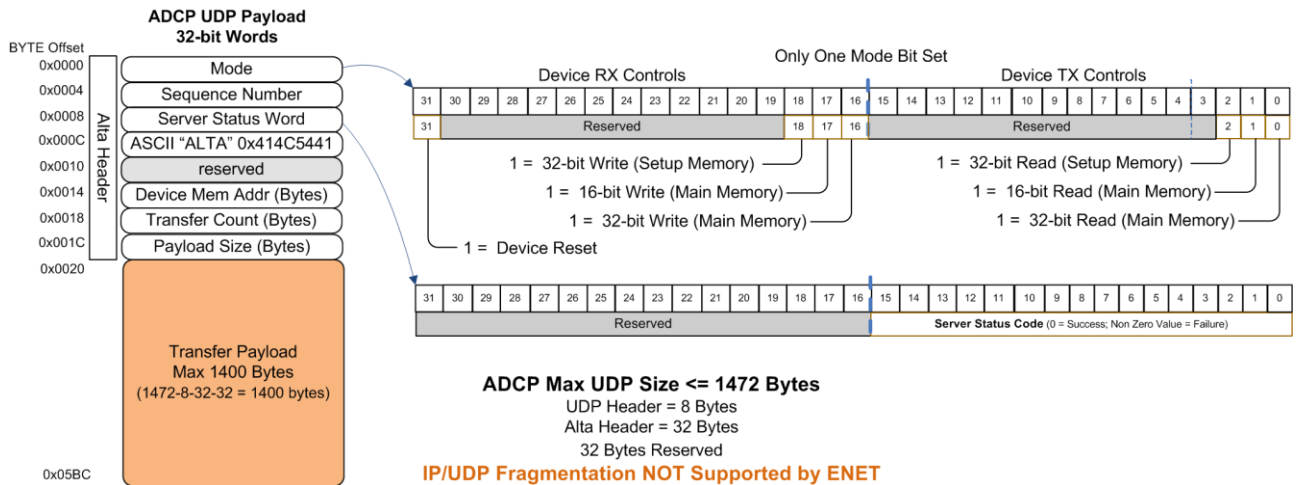 ADCP UDP Payload
32-bit Words
BYTE Offset
0x0000
0x0004
0x0008
0x000C
0x0010
0x0014
0x0018
0x001C
0x0020
0x05BC
Alta Header
Mode
Sequence Number
Server Status Word
ASCII “ALTA” 0x414C5441
reserved
Device Mem Addr (Bytes)
Transfer Count (Bytes)
Payload Size (Bytes)
Transfer Payload
Max 1400 Bytes
(1472-8-32-32 = 1400 bytes)
Only One Mode Bit Set
Device RX Controls
Device TX Controls
31 30 29 28 27 26 25 24 23 22 21 20 19 18 17 16 15 14 13 12 11 10 9 8 7 6 5 4 3 2 1 0
31 Reserved 18 17 16 Reserved 2 1 0
1 = 32-bit Write (Setup Memory)
1 = 16-bit Write (Main Memory)
1 = 32-bit Write (Main Memory)
1 = Device Reset
1 = 32-bit Read (Setup Memory)
1 = 16-bit Read (Main Memory)
1 = 32-bit Read (Main Memory)
31 30 29 28 27 26 25 24 23 22 21 20 19 18 17 16 15 14 13 12 11 10 9 8 7 6 5 4 3 2 1 0
Reserved Server Status Code (0 = Success; Non Zero Value = Failure)
ADCP Max UDP Size <= 1472 Bytes
UDP Header = 8 Bytes
Alta Header = 32 Bytes
32 Bytes Reserved
IP/UDP Fragmentation NOT Supported by ENET